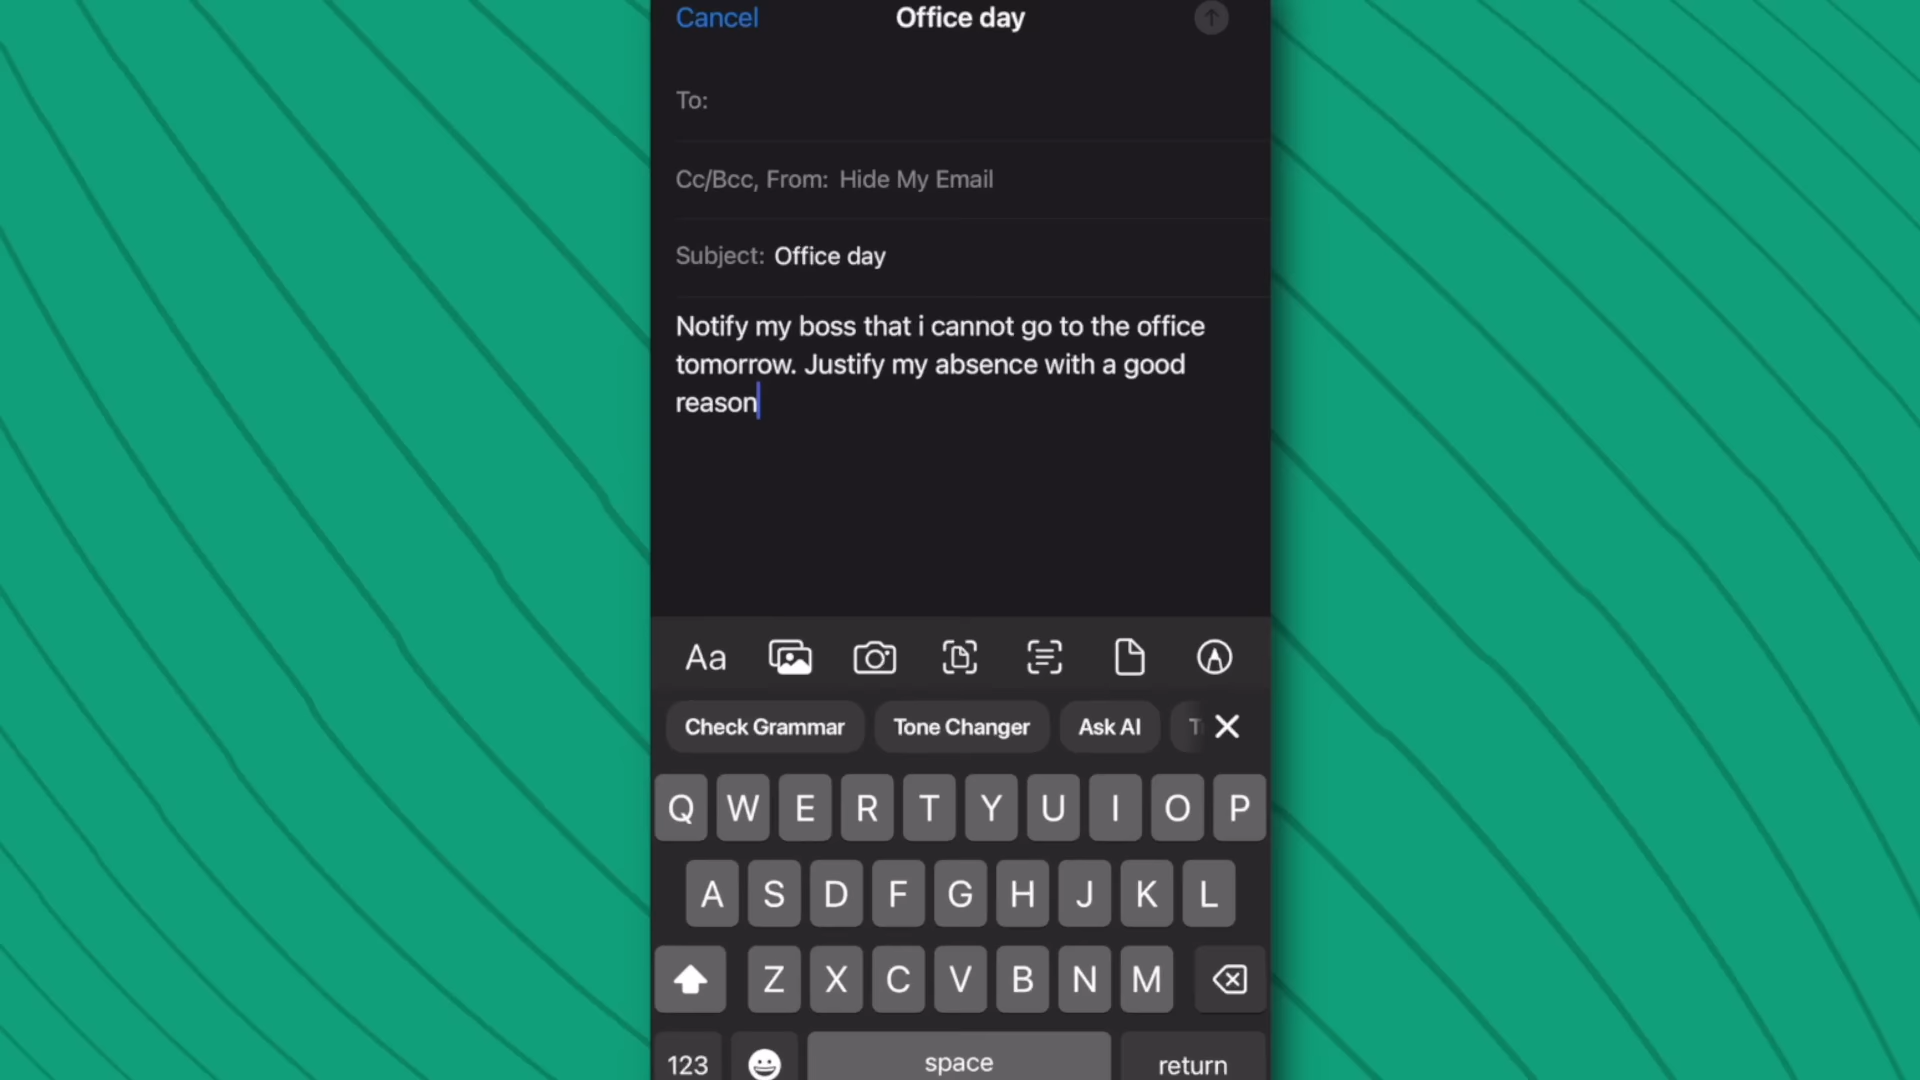 Cancel Office day
To:
Cc/Bcc, From: Hide My Email
Subject: Office day
Notify my boss that i cannot go to the office
tomorrow. Justify my absence with a good
reason
Aa
Check Grammar Tone Changer Ask AI
Q W E R T Y U I O P
A S D F G H J K L
Z X C V B N M
123 space return